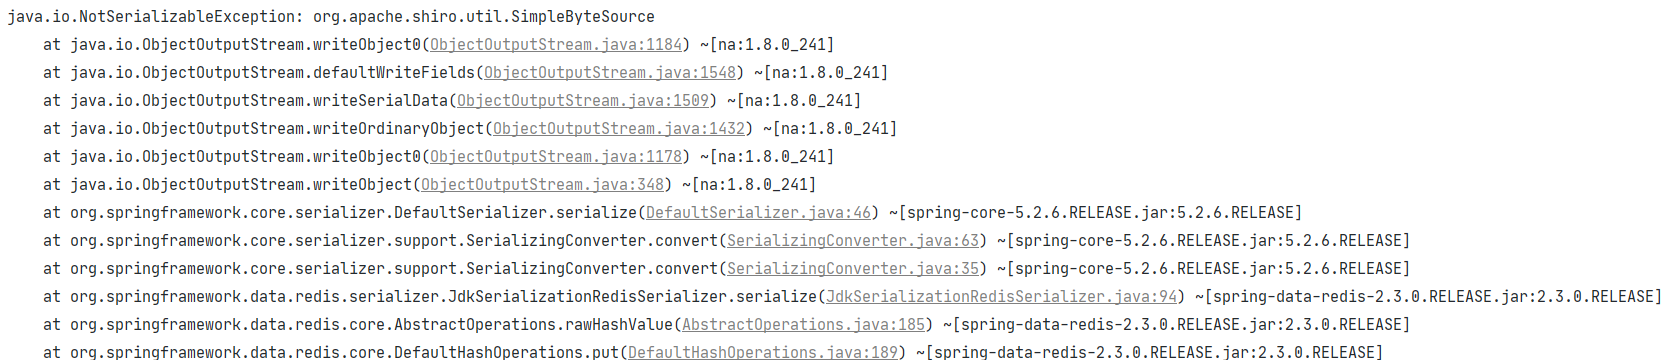 java.io.NotSerializableException: org.apache.shiro.util.SimpleByteSource
at java.io.ObjectOutputStream.writeObject0(ObjectOutputStream.java:1184) ~[na:1.8.0_241]
at java.io.ObjectOutputStream.defaultWriteFields(ObjectOutputStream.java:1548) ~[na:1.8.0_241]
at java.io.ObjectOutputStream.writeSerialData(ObjectOutputStream.java:1509) ~[na:1.8.0_241]
at java.io.ObjectOutputStream.writeOrdinaryObject(ObjectOutputStream.java:1432) ~[na:1.8.0_241]
at java.io.ObjectOutputStream.writeObject0(ObjectOutputStream.java:1178) ~[na:1.8.0_241]
at java.io.ObjectOutputStream.writeObject(ObjectOutputStream.java:348) ~[na:1.8.0_241]
at org.springframework.core.serializer.DefaultSerializer.serialize(DefaultSerializer.java:46) ~[spring-core-5.2.6.RELEASE.jar:5.2.6.RELEASE]
at org.springframework.core.serializer.support.SerializingConverter.convert(SerializingConverter.java:63) ~[spring-core-5.2.6.RELEASE.jar:5.2.6.RELEASE]
at org.springframework.core.serializer.support.SerializingConverter.convert(SerializingConverter.java:35) ~[spring-core-5.2.6.RELEASE.jar:5.2.6.RELEASE]
at org.springframework.data.redis.serializer.JdkSerializationRedisSerializer.serialize(JdkSerializationRedisSerializer.java:94) ~[spring-data-redis-2.3.0.RELEASE.jar:2.3.0.RELEASE]
at org.springframework.data.redis.core.AbstractOperations.rawHashValue(AbstractOperations.java:185) ~[spring-data-redis-2.3.0.RELEASE.jar:2.3.0.RELEASE]
at org.springframework.data.redis.core.DefaultHashOperations.put(DefaultHashOperations.java:189) ~[spring-data-redis-2.3.0.RELEASE.jar:2.3.0.RELEASE]